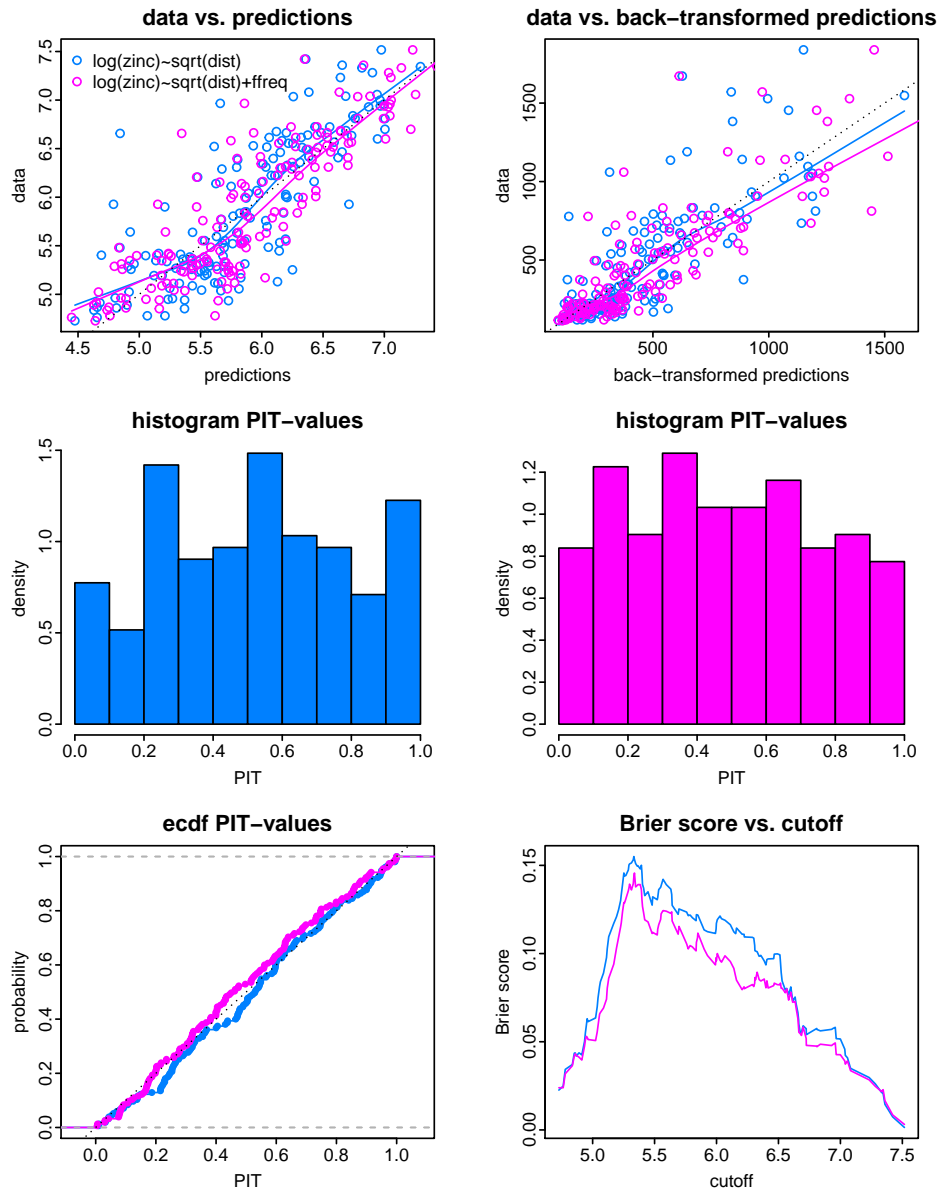 data vs. predictions
data
7.5
7.0
6.5
6.0
5.5
5.0
log(zinc)~sqrt(dist)
log(zinc)~sqrt(dist)+ffreq
4.5 5.0 5.5 6.0 6.5 7.0
predictions
data vs. back−transformed predictions
data
1500
1000
500
500 1000 1500
back−transformed predictions
histogram PIT−values
density
1.5
1.0
0.5
0.0
0.0 0.2 0.4 0.6 0.8 1.0
PIT
histogram PIT−values
density
1.2
0.8
0.4
0.0
0.0 0.2 0.4 0.6 0.8 1.0
PIT
ecdf PIT−values
probability
1.0
0.8
0.6
0.4
0.2
0.0
0.0 0.2 0.4 0.6 0.8 1.0
PIT
Brier score vs. cutoff
Brier score
0.15
0.10
0.05
0.00
5.0 5.5 6.0 6.5 7.0 7.5
cutoff